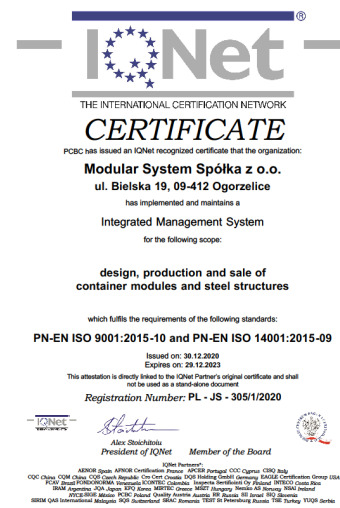 IQNet ®
THE INTERNATIONAL CERTIFICATION NETWORK
CERTIFICATE
PCBC has issued an IQNet recognized certificate that the organization:
Modular System Spółka z o.o.
ul. Bielska 19, 09-412 Ogorzelice
has implemented and maintains a
Integrated Management System
for the following scope:
design, production and sale of
container modules and steel structures
which fulfils the requirements of the following standards:
PN-EN ISO 9001:2015-10 and PN-EN ISO 14001:2015-09
Issued on: 30.12.2020
Expires on: 29.12.2023
This attestation is directly linked to the IQNet Partner's original certificate and shall
not be used as a stand-alone document
Registration Number: PL - JS - 305/1/2020
IQNet
Alex Stoichitoiu
President of IQNet Member of the Board
IQNet Partners*:
AENOR Spain AFNOR Certification France APCER Portugal CCC Cyprus CISQ Italy
CQC China CQM China CQS Czech Republic Cro Cert Croatia DQS Holding GmbH Germany EAGLE Certification Group USA
FCAV Brazil FONDONORMA Venezuela ICONTEC Colombia Inspecta Sertifiointi Oy Finland INTECO Costa Rica
IRAM Argentina JQA Japan KFQ Korea MIRTEC Greece MSZT Hungary Nemko AS Norway NSAI Ireland
NYCE-SIGE México PCBC Poland Quality Austria Austria RR Russia SII Israel SIQ Slovenia
SIRIM QAS International Malaysia SQS Switzerland SRAC Romania TEST St Petersburg Russia TSE Turkey YUQS Serbia